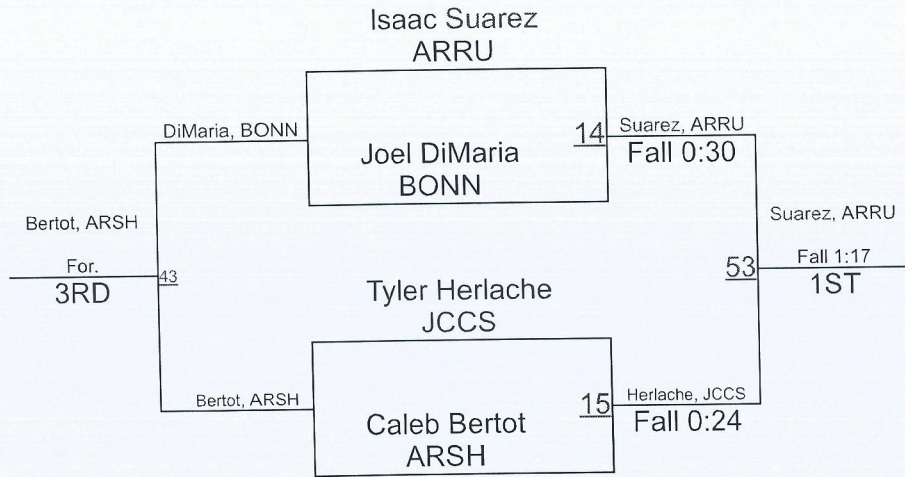 Isaac Suarez
ARRU
DiMaria, BONN
14
Suarez, ARRU
Joel DiMaria
Fall 0:30
BONN
Bertot, ARSH
Suarez, ARRU
For.
43
53
Fall 1:17
3RD
1ST
Tyler Herlache
JCCS
Bertot, ARSH
15
Herlache, JCCS
Caleb Bertot
Fall 0:24
ARSH